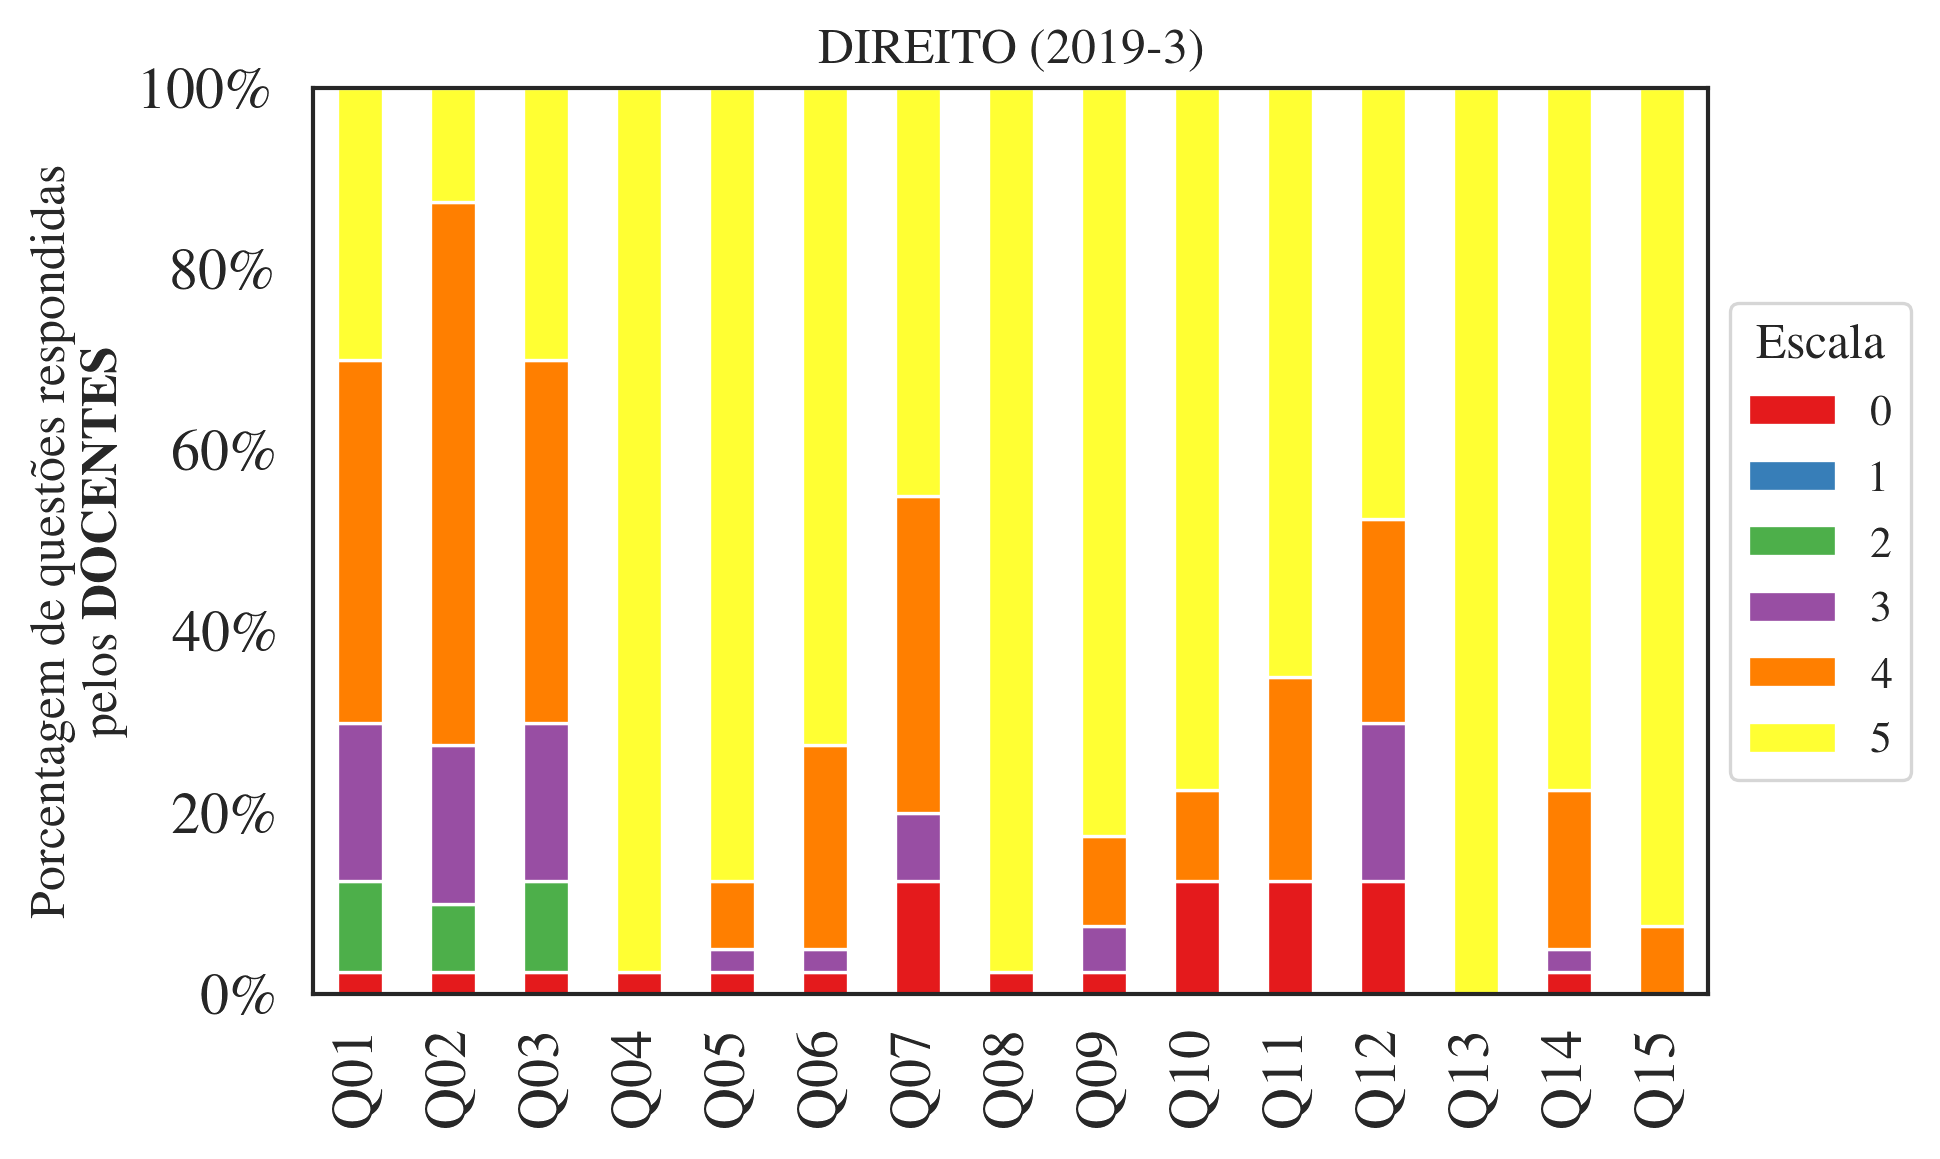 DIREITO (2019-3)
Porcentagem de questões respondidas
pelos DOCENTES
100%
80%
60%
40%
20%
0%
Q01
Q02
Q03
Q04
Q05
Q06
Q07
Q08
Q09
Q10
Q11
Q12
Q13
Q14
Q15
Escala
0
1
2
3
4
5